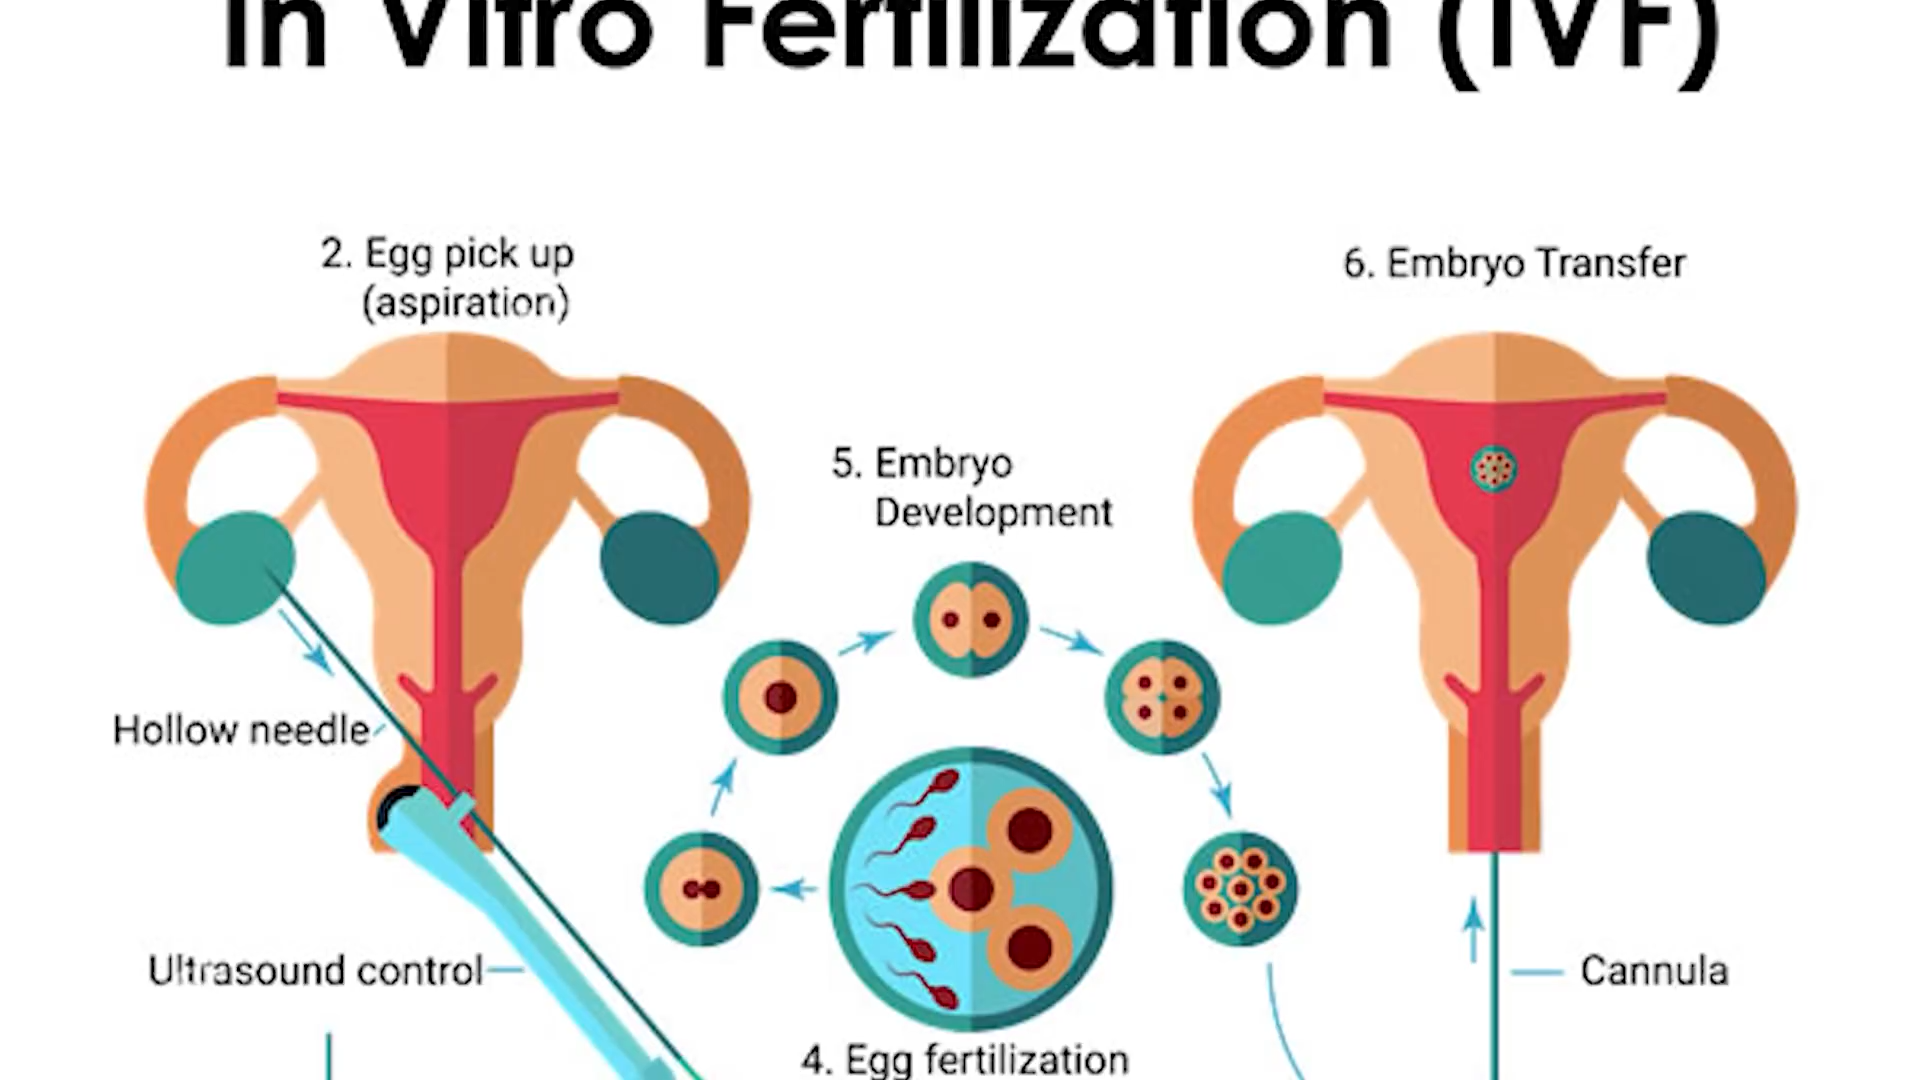 In Vitro Fertilization (IVF)
2. Egg pick up
(aspiration)
6. Embryo Transfer
5. Embryo
Development
Hollow needle
Ultrasound control
Cannula
4. Egg fertilization